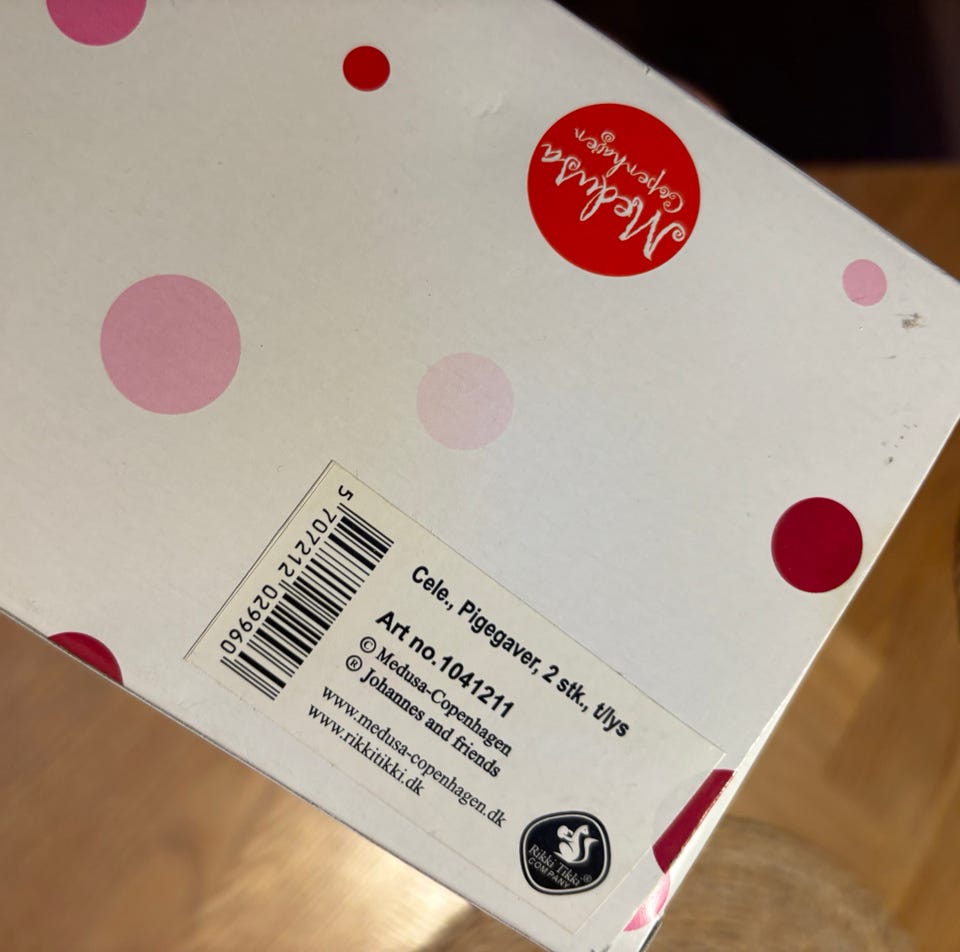 Medusa
Copenhagen
5 707212 029960
Cele., Pigegaver, 2 stk., t/lys
Art no.1041211
© Medusa-Copenhagen
® Johannes and friends
www.medusa-copenhagen.dk
www.rikkitikki.dk
Rikki Tikki®
COMPANY